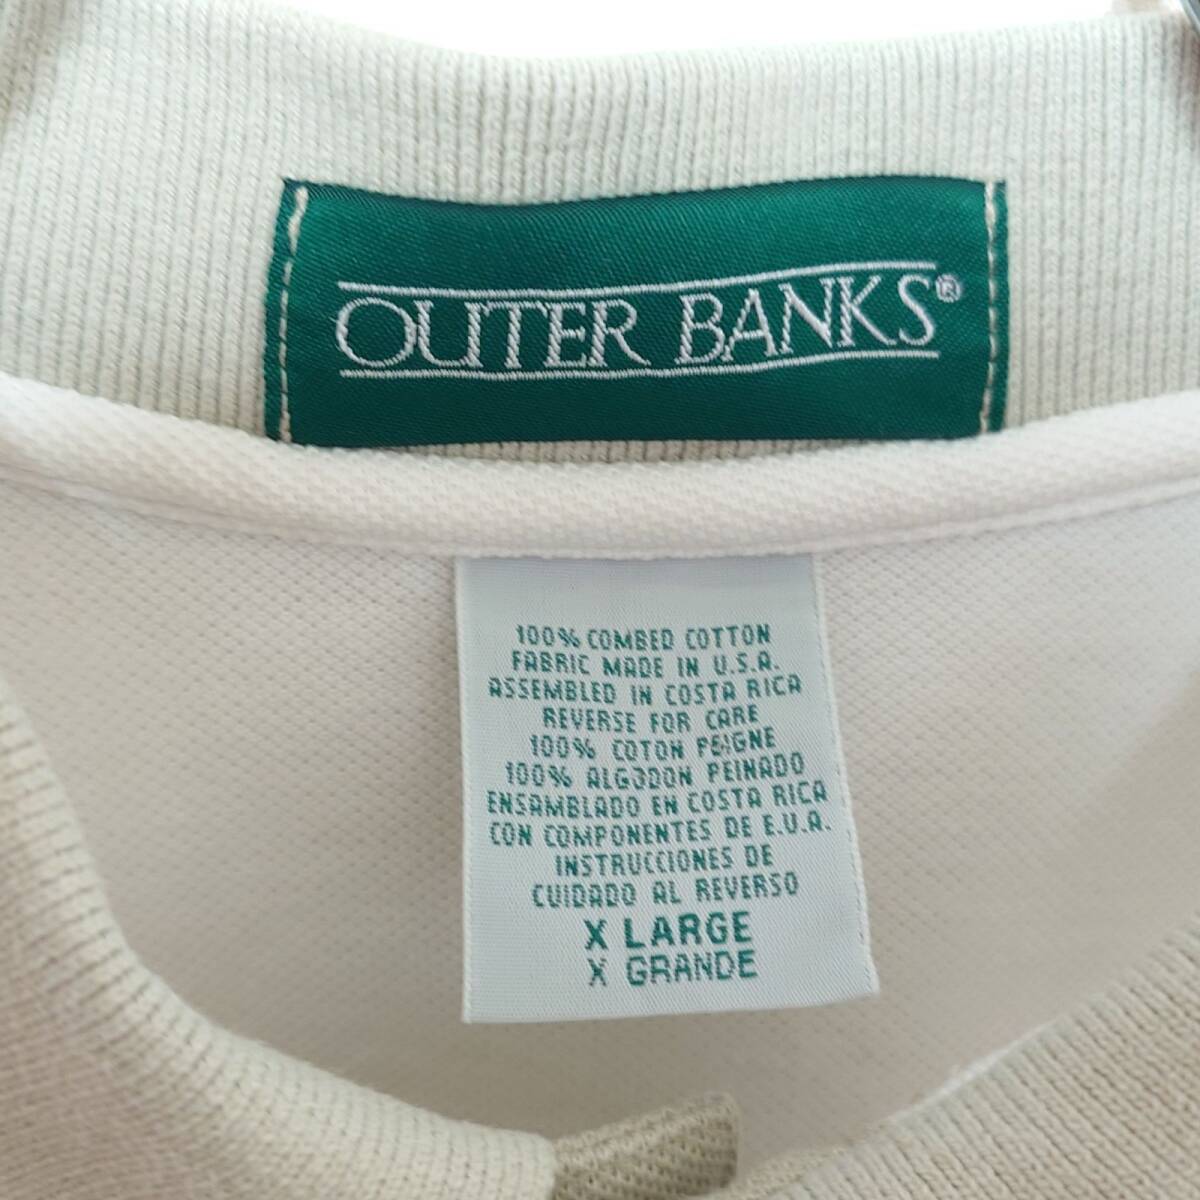 OUTER BANKS®
100% COMBED COTTON
FABRIC MADE IN U.S.A.
ASSEMBLED IN COSTA RICA
REVERSE FOR CARE
100% COTON PEIGNE
100% ALGODON PEINADO
ENSAMBLADO EN COSTA RICA
CON COMPONENTES DE E.U.A.
INSTRUCCIONES DE
CUIDADO AL REVERSO
X LARGE
X GRANDE